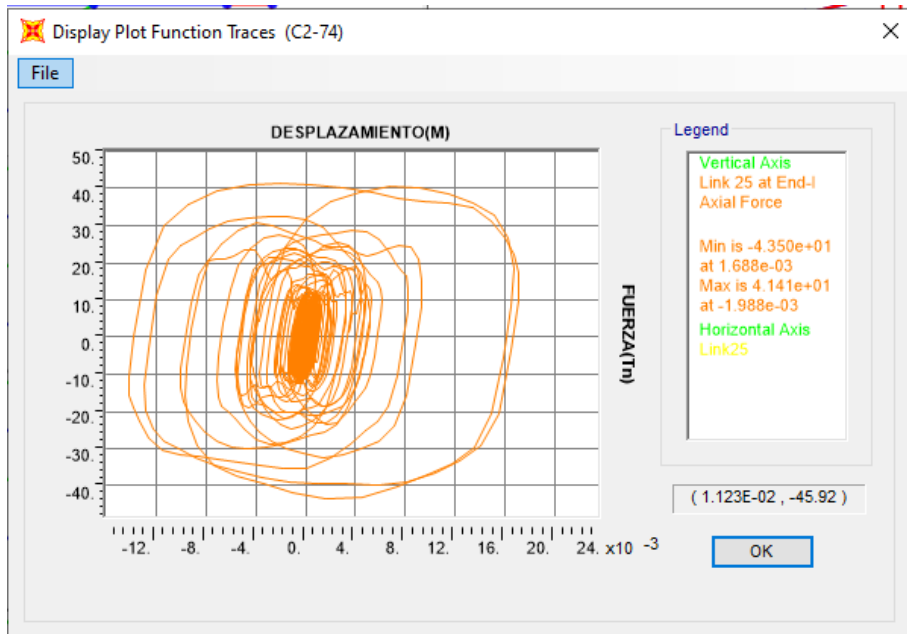 Display Plot Function Traces (C2-74)
File
DESPLAZAMIENTO(M)
Legend
50.
40.
30.
20.
10.
0.
-10.
-20.
-30.
-40.
FUERZA(Tn)
Vertical Axis
Link 25 at End-I
Axial Force
Min is -4.350e+01
at 1.688e-03
Max is 4.141e+01
at -1.988e-03
Horizontal Axis
Link25
( 1.123E-02 , -45.92 )
-12. -8. -4. 0. 4. 8. 12. 16. 20. 24. x10 -3
OK